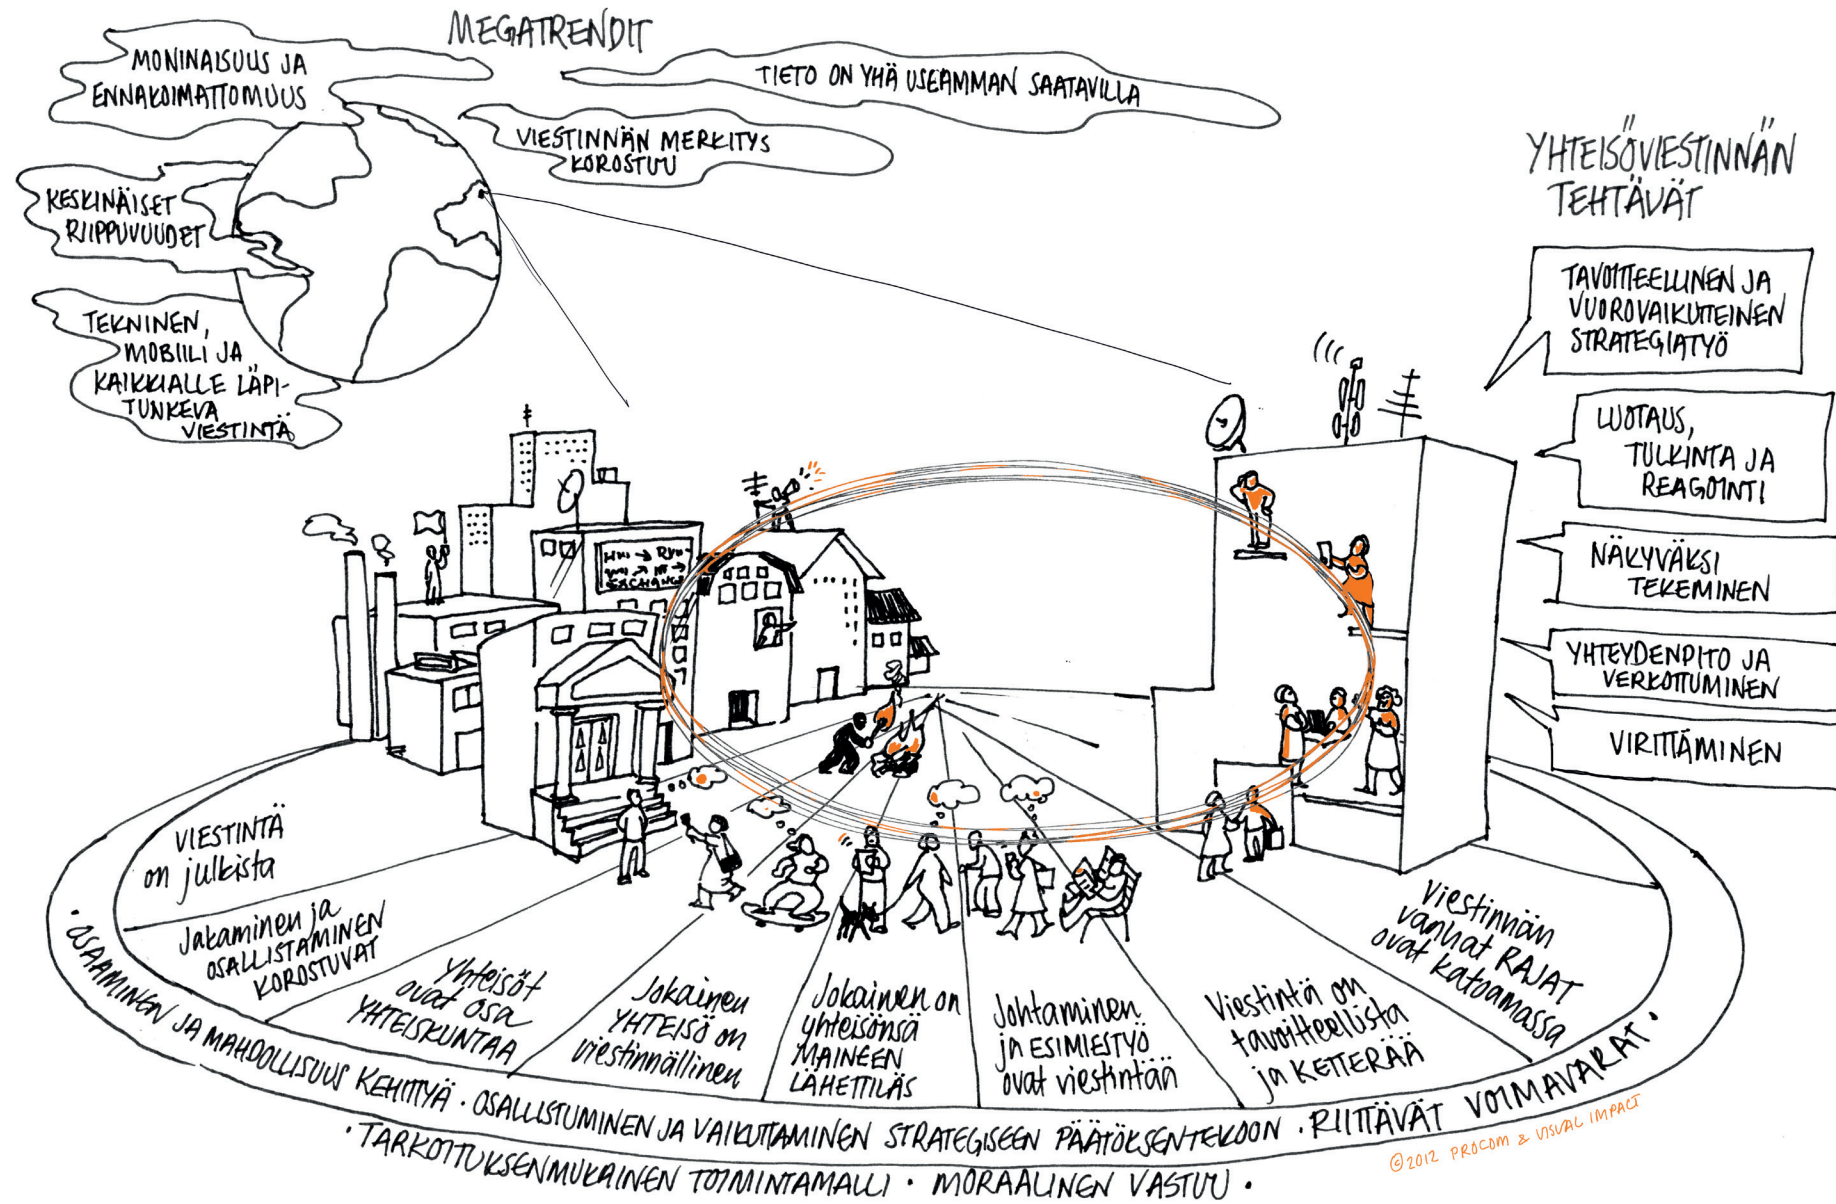 MEGATRENDIT
MONINAISUUS JA
ENNAKOIMATTOMUUS
TIETO ON YHÄ USEAMMAN SAATAVILLA
VIESTINNÄN MERKITYS
KOROSTUU
KESKINÄISET
RIIPPUVUUDET
TEKNINEN,
MOBIILI JA
KAIKKIALLE LÄPI-
TUNKEVA
VIESTINTÄ
YHTEISÖVIESTINNÄN
TEHTÄVÄT
TAVOITTEELLINEN JA
VUOROVAIKUTTEINEN
STRATEGIATYÖ
LUOTAUS,
TULKINTA JA
REAGOINTI
NÄKYVÄKSI
TEKEMINEN
YHTEYDENPITO JA
VERKOTTUMINEN
VIRITTÄMINEN
VIESTINTÄ
on julkista
Jakaminen ja
OSALLISTAMINEN
KOROSTUVAT
Yhteisöt
ovat osa
YHTEISKUNTAA
Jokainen
YHTEISÖ on
viestinnällinen
Jokainen on
yhteisönsä
MAINEEN
LÄHETTILÄS
Johtaminen
ja ESIMIESTYÖ
ovat viestintää
Viestintä on
tavoitteellista
ja KETTERÄÄ
Viestinnän
vanhat RAJAT
ovat katoamassa
• OSAAMINEN JA MAHDOLLISUUS KEHITTYÄ • OSALLISTUMINEN JA VAIKUTTAMINEN STRATEGISEEN PÄÄTÖKSENTEKOON • RIITTÄVÄT VOIMAVARAT •
• TARKOITUKSENMUKAINEN TOIMINTAMALLI • MORAALINEN VASTUU •
©2012 PROCOM & VISUAL IMPACT